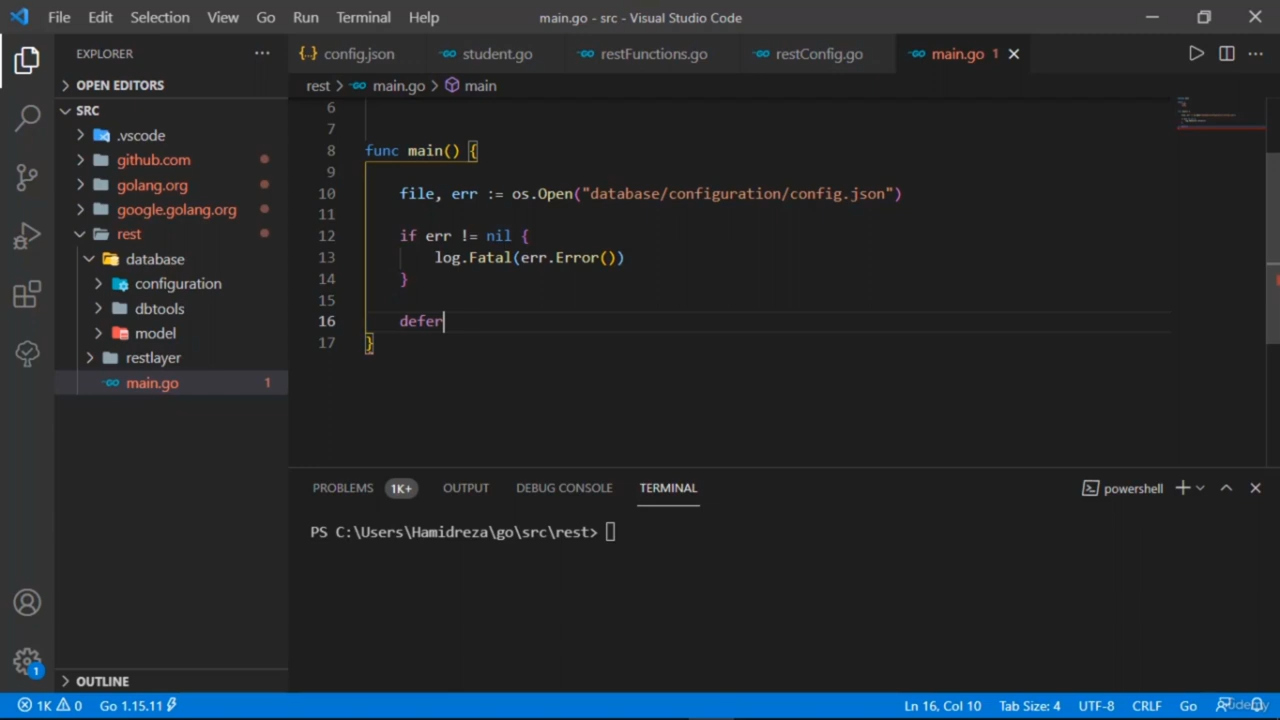 File Edit Selection View Go Run Terminal Help main.go - src - Visual Studio Code
EXPLORER
OPEN EDITORS
SRC
.vscode
github.com
golang.org
google.golang.org
rest
database
configuration
dbtools
model
restlayer
main.go 1
OUTLINE
{} config.json student.go restFunctions.go restConfig.go main.go 1
rest > main.go > main
6
7
8 func main() {
9
10 file, err := os.Open("database/configuration/config.json")
11
12 if err != nil {
13 log.Fatal(err.Error())
14 }
15
16 defer
17 }
PROBLEMS 1K+ OUTPUT DEBUG CONSOLE TERMINAL powershell
PS C:\Users\Hamidreza\go\src\rest>
1
1K 0 Go 1.15.11 Ln 16, Col 10 Tab Size: 4 UTF-8 CRLF Go
Udemy